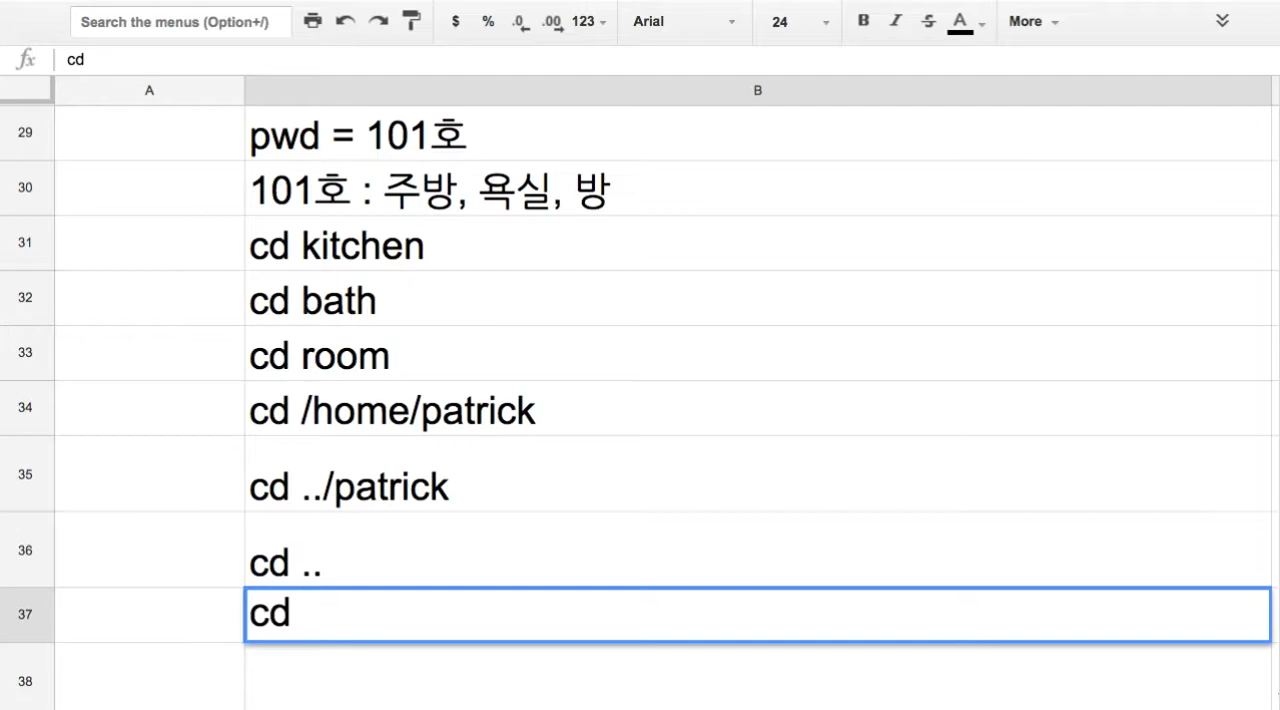 Search the menus (Option+/) $ % .0 .00 123 Arial 24 B I S A More
fx cd
A B
29 pwd = 101호
30 101호 : 주방, 욕실, 방
31 cd kitchen
32 cd bath
33 cd room
34 cd /home/patrick
35 cd ../patrick
36 cd ..
37 cd
38